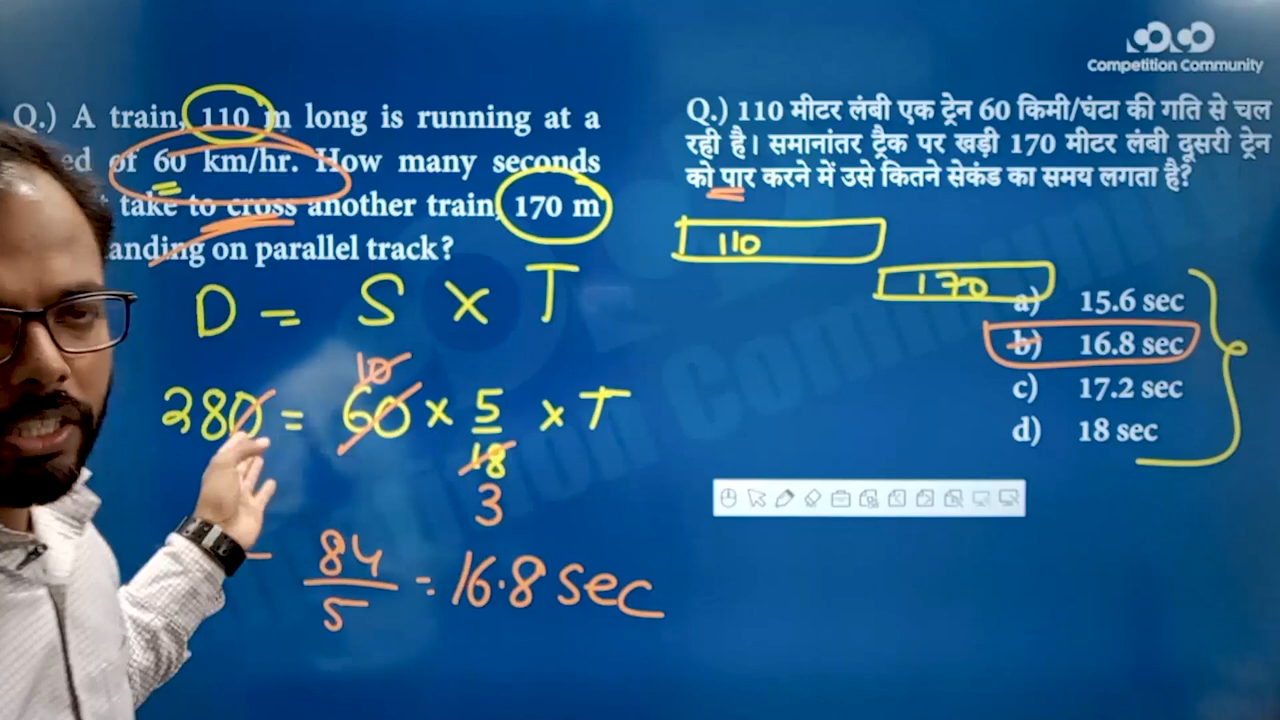 Competition Community
Q.) A train, 110 m long is running at a
ed of 60 km/hr. How many seconds
t take to cross another train, 170 m
anding on parallel track?
Q.) 110 मीटर लंबी एक ट्रेन 60 किमी/घंटा की गति से चल
रही है। समानांतर ट्रैक पर खड़ी 170 मीटर लंबी दूसरी ट्रेन
को पार करने में उसे कितने सेकंड का समय लगता है?
110
170
a) 15.6 sec
b) 16.8 sec
c) 17.2 sec
d) 18 sec
D = S × T
10
280 = 60 × 5/18 × T
3
= 84/5 = 16.8 sec